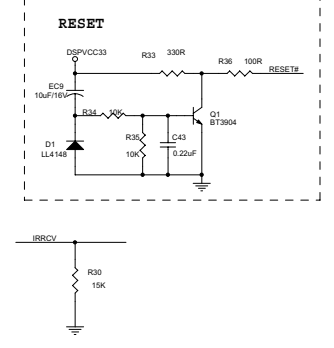 RESET
DSPVCC33
R33 330R
R36 100R
RESET#
EC9
10uF/16V
R34 10K
Q1
BT3904
R35
10K
C43
0.22uF
D1
LL4148
IRRCV
R30
15K